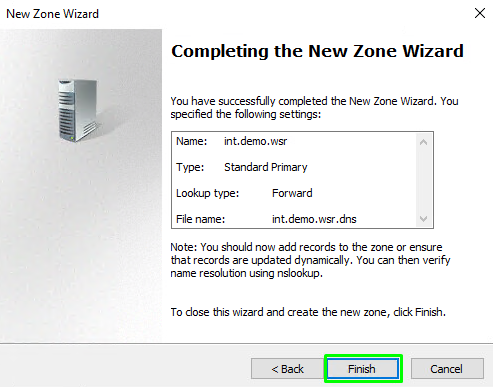 New Zone Wizard
Completing the New Zone Wizard
You have successfully completed the New Zone Wizard. You
specified the following settings:
Name: int.demo.wsr
Type: Standard Primary
Lookup type: Forward
File name: int.demo.wsr.dns
Note: You should now add records to the zone or ensure
that records are updated dynamically. You can then verify
name resolution using nslookup.
To close this wizard and create the new zone, click Finish.
< Back Finish Cancel